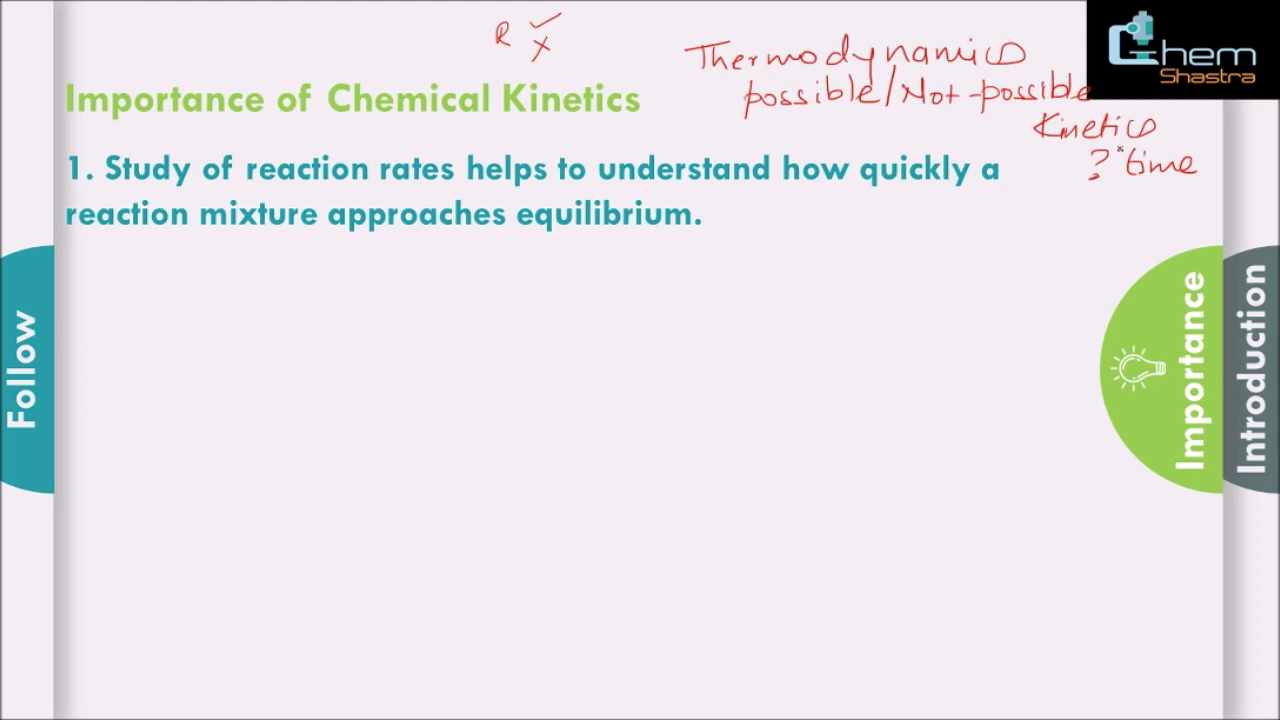 R ✓
x
Thermodynamics
possible/Not-possible
Kinetics
? time
Chem
Shastra
Importance of Chemical Kinetics
1. Study of reaction rates helps to understand how quickly a
reaction mixture approaches equilibrium.
Follow
Importance
Introduction